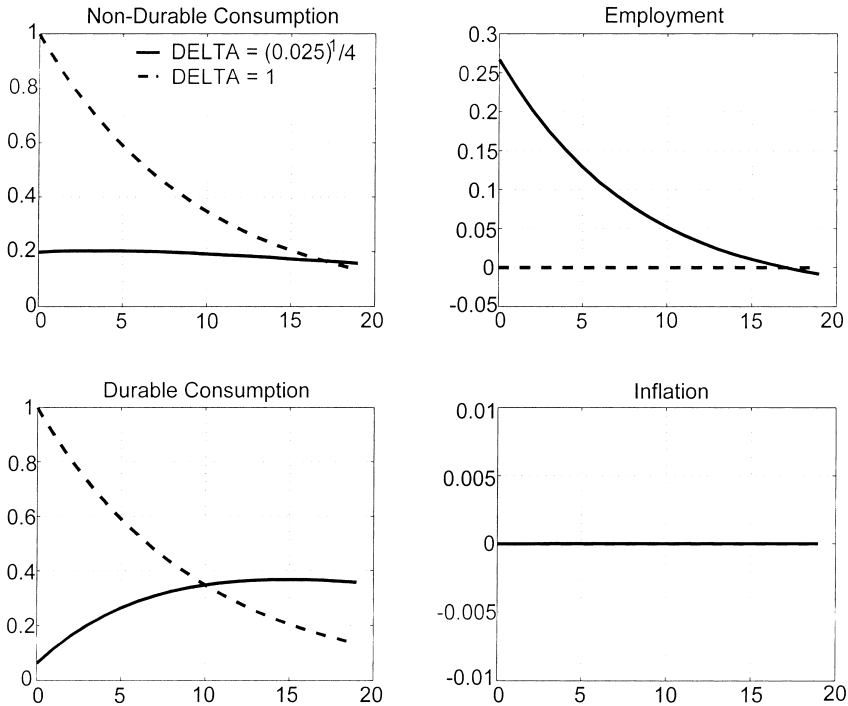 Non-Durable Consumption
1
0.8
0.6
0.4
0.2
0
0 5 10 15 20
DELTA = (0.025)^1/4
DELTA = 1
Employment
0.3
0.25
0.2
0.15
0.1
0.05
0
-0.05
0 5 10 15 20
Durable Consumption
1
0.8
0.6
0.4
0.2
0
0 5 10 15 20
Inflation
0.01
0.005
0
-0.005
-0.01
0 5 10 15 20